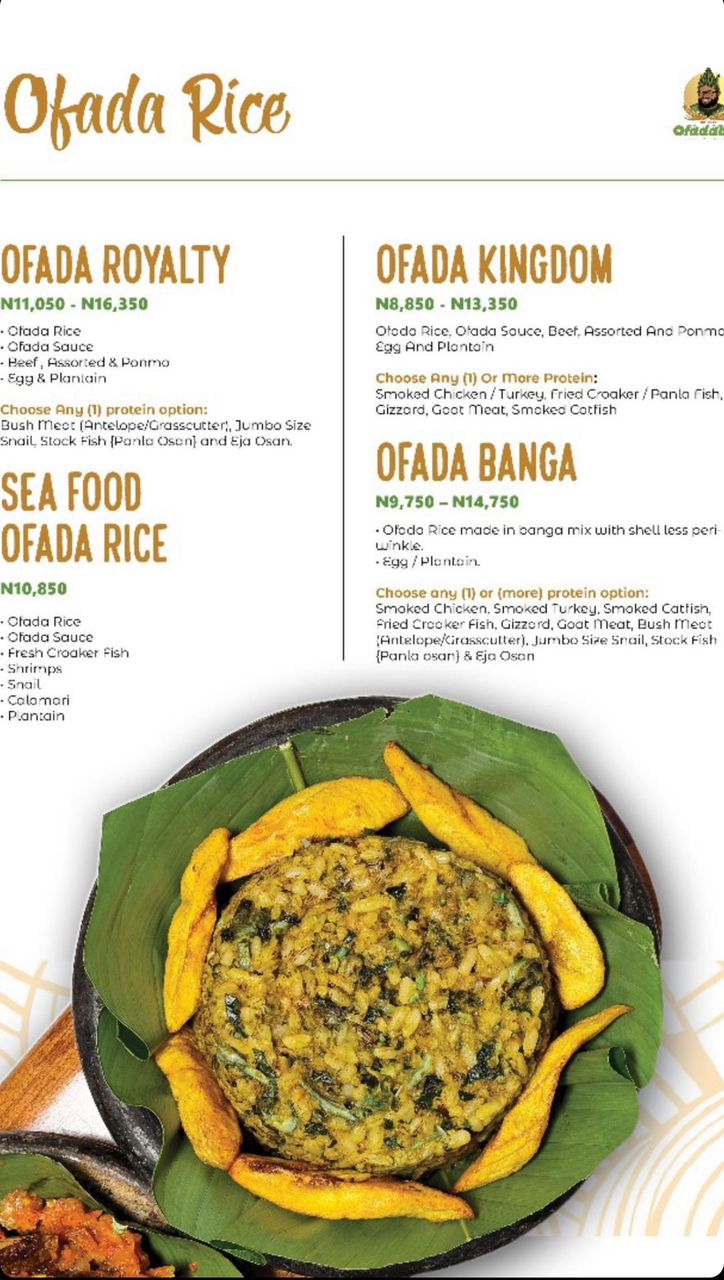 Ofada Rice
OFADA ROYALTY
N11,050 - N16,350
• Ofada Rice
• Ofada Sauce
• Beef , Assorted & Ponmo
• Egg & Plantain
Choose Any (1) protein option:
Bush Meat (Antelope/Grasscutter), Jumbo Size
Snail, Stock Fish {Panla Osan} and Eja Osan.
SEA FOOD
OFADA RICE
N10,850
• Ofada Rice
• Ofada Sauce
• Fresh Croaker Fish
• Shrimps
• Snail
• Calamari
• Plantain
OFADA KINGDOM
N8,850 - N13,350
Ofada Rice, Ofada Sauce, Beef, Assorted And Ponmo
Egg And Plantain
Choose Any (1) Or More Protein:
Smoked Chicken / Turkey, Fried Croaker / Panla Fish,
Gizzard, Goat Meat, Smoked Catfish
OFADA BANGA
N9,750 – N14,750
• Ofada Rice made in banga mix with shell less peri-
winkle.
• Egg / Plantain.
Choose any (1) or (more) protein option:
Smoked Chicken, Smoked Turkey, Smoked Catfish,
Fried Croaker Fish, Gizzard, Goat Meat, Bush Meat
(Antelope/Grasscutter), Jumbo Size Snail, Stock Fish
{Panla osan} & Eja Osan